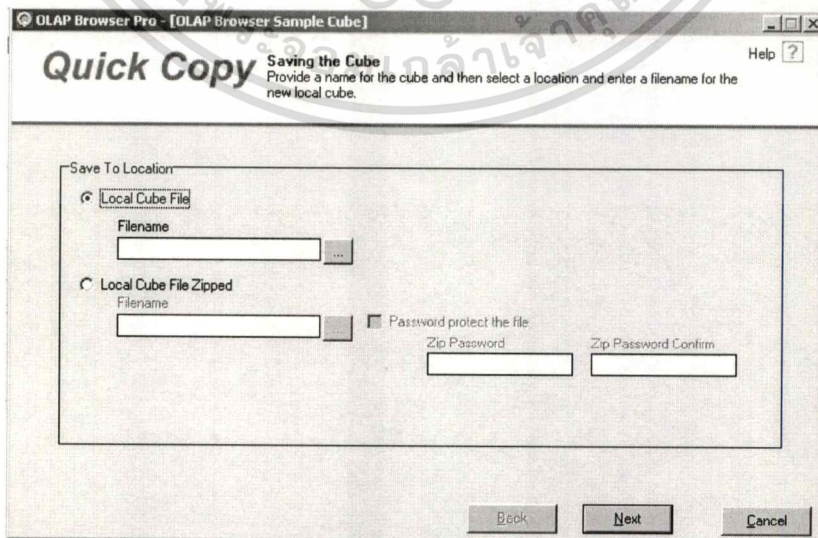 OLAP Browser Pro - [OLAP Browser Sample Cube]
Quick Copy
Saving the Cube
Provide a name for the cube and then select a location and enter a filename for the
new local cube.
Help ?
Save To Location
Local Cube File
Filename
...
Local Cube File Zipped
Filename
Password protect the file
Zip Password
Zip Password Confirm
Back
Next
Cancel